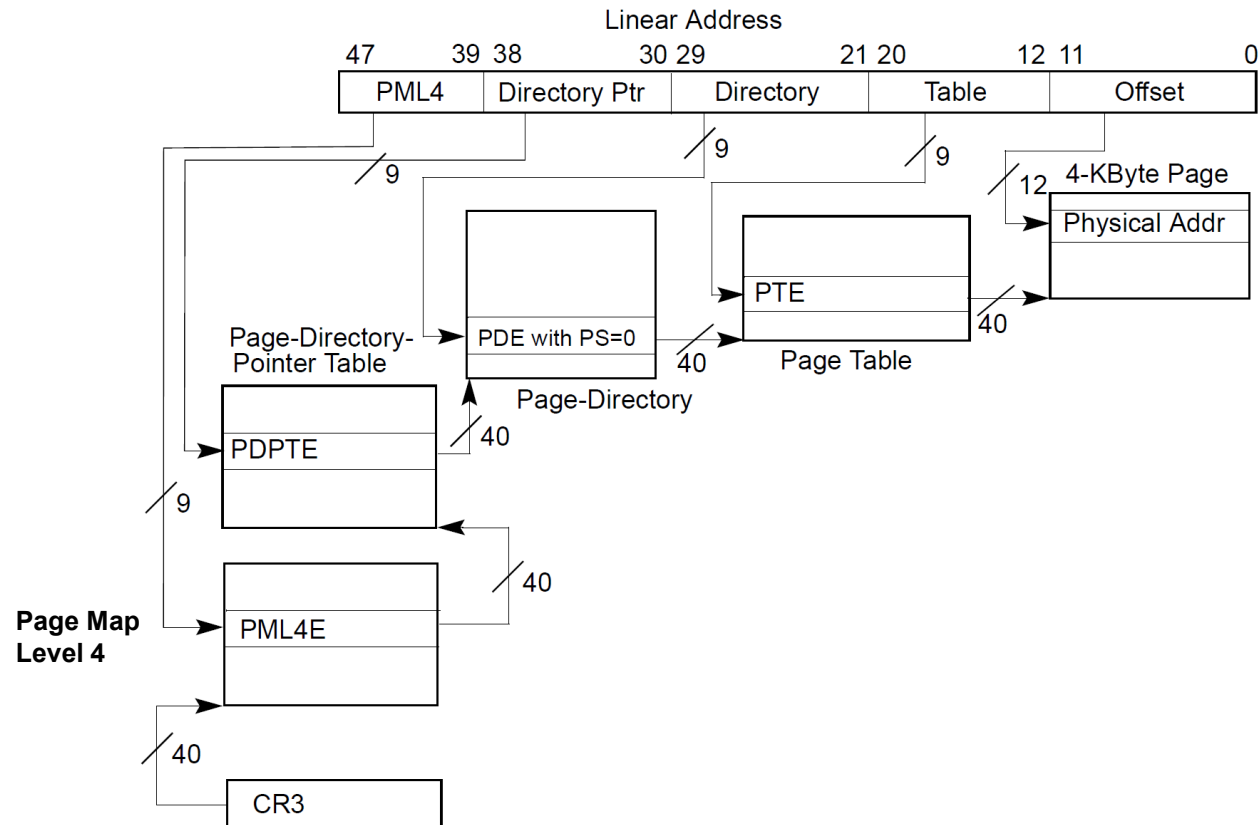 Linear Address
47 39 38 30 29 21 20 12 11 0
PML4 Directory Ptr Directory Table Offset
9
9
9
12
4-KByte Page
Physical Addr
PTE
40
Page Table
PDE with PS=0
40
Page-Directory
Page-Directory-
Pointer Table
PDPTE
40
9
40
Page Map
Level 4
PML4E
40
CR3